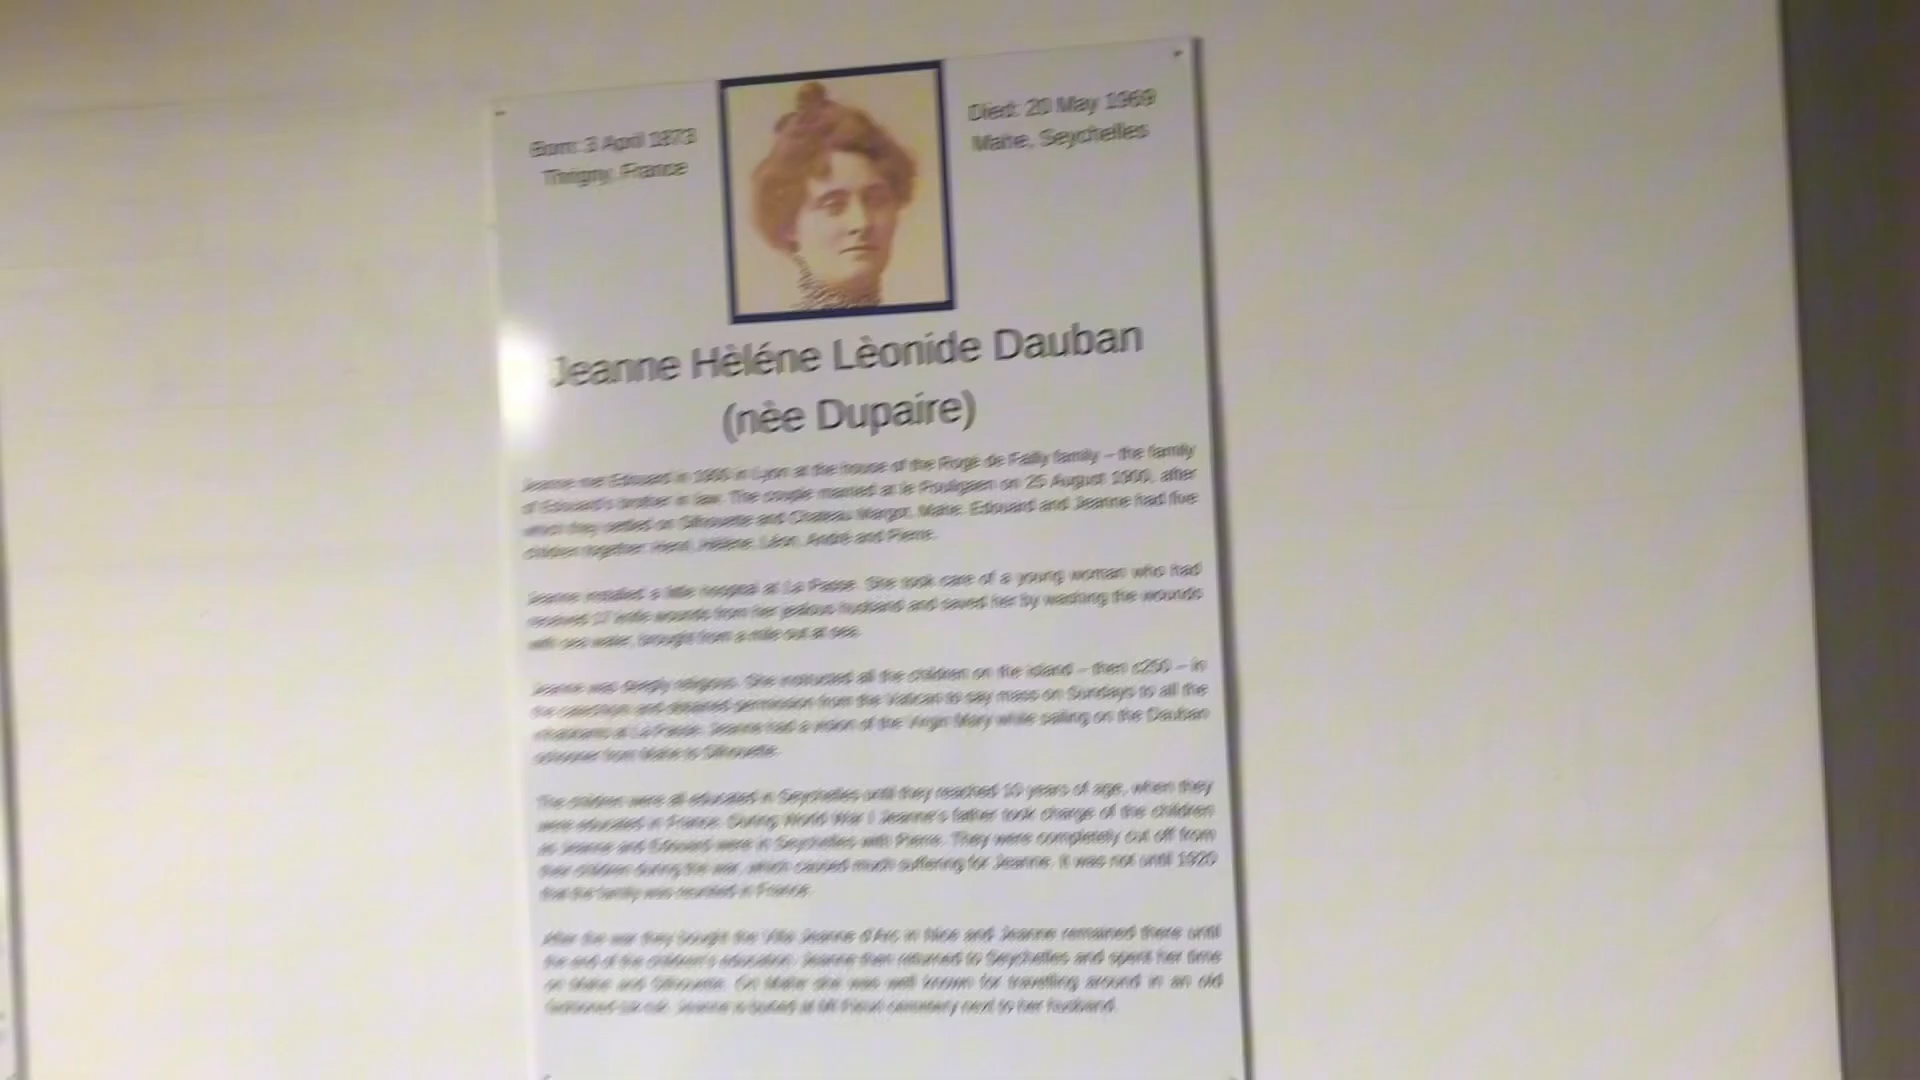 Born: 3 April 1873
Thirigny, France
Died: 20 May 1969
Mahe, Seychelles
Jeanne Hèléne Lèonide Dauban
(nèe Dupaire)
Jeanne met Edouard in in Lyon at the house of the Roge de Failly family – the family
of Edouard's brother in law. The couple married at le Pouliguen on 25 August 1900, after
which they settled on Silhouette and Chateau Margot, Mahe. Edouard and Jeanne had five
children together: Henri, Hélène, Léon, André and Pierre.
Jeanne installed a little hospital at La Passe. She took care of a young woman who had
received 17 knife wounds from her jealous husband and saved her by washing the wounds
with sea water, brought from a mile out at sea.
Jeanne was deeply religious. She instructed all the children on the island – then c250 – in
the catechism and obtained permission from the Vatican to say mass on Sundays to all the
inhabitants at La Passe. Jeanne had a vision of the Virgin Mary while sailing on the Dauban
schooner from Mahe to Silhouette.
The children were all educated in Seychelles until they reached 10 years of age, when they
were educated in France. During World War I Jeanne's father took charge of the children
as Jeanne and Edouard were in Seychelles with Pierre. They were completely cut off from
their children during the war, which caused much suffering for Jeanne. It was not until 1920
that the family was reunited in France.
After the war they bought the Villa Jeanne d'Arc in Nice and Jeanne remained there until
the end of the children's education. Jeanne then returned to Seychelles and spent her time
on Mahe and Silhouette. On Mahe she was well known for travelling around in an old
fashioned car. Jeanne is buried at cemetery next to her husband.